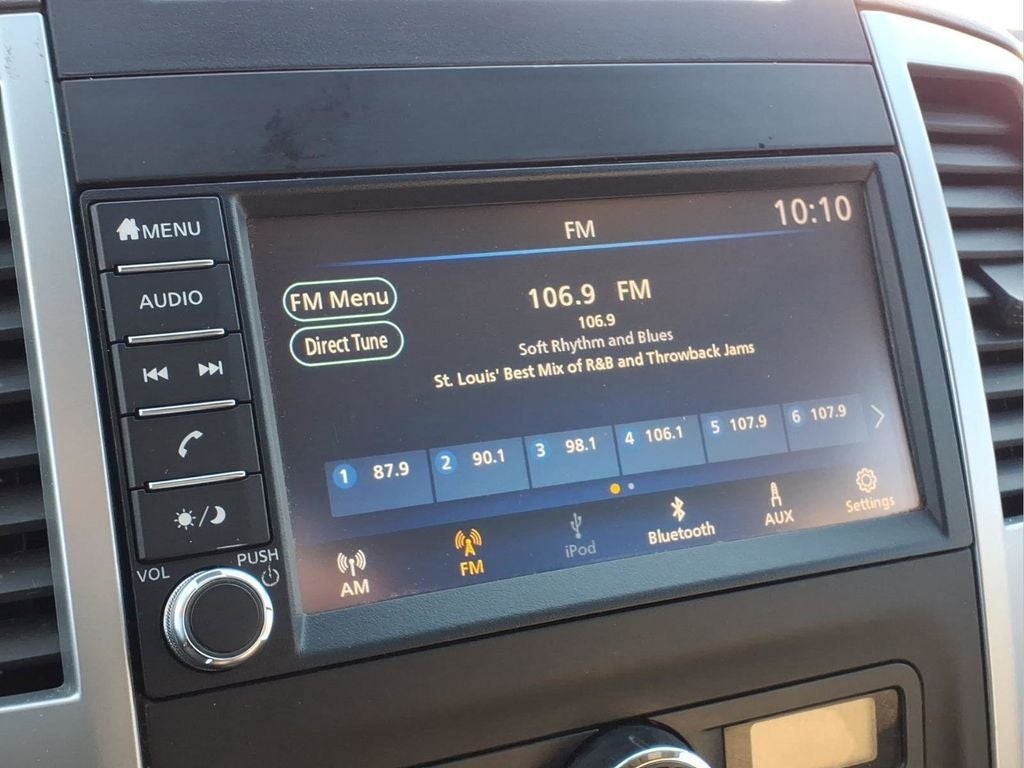 MENU
AUDIO
VOL
PUSH
FM
10:10
FM Menu
Direct Tune
106.9 FM
106.9
Soft Rhythm and Blues
St. Louis' Best Mix of R&B and Throwback Jams
1 87.9 2 90.1 3 98.1 4 106.1 5 107.9 6 107.9
AM FM iPod Bluetooth AUX Settings